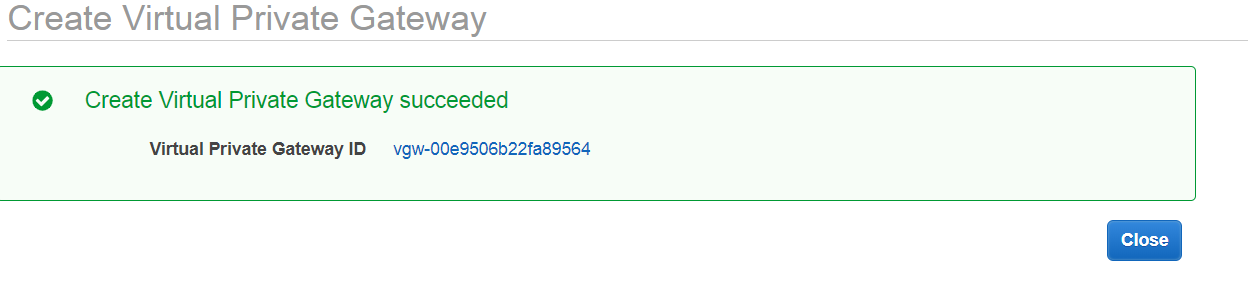 Create Virtual Private Gateway
Create Virtual Private Gateway succeeded
Virtual Private Gateway ID vgw-00e9506b22fa89564
Close